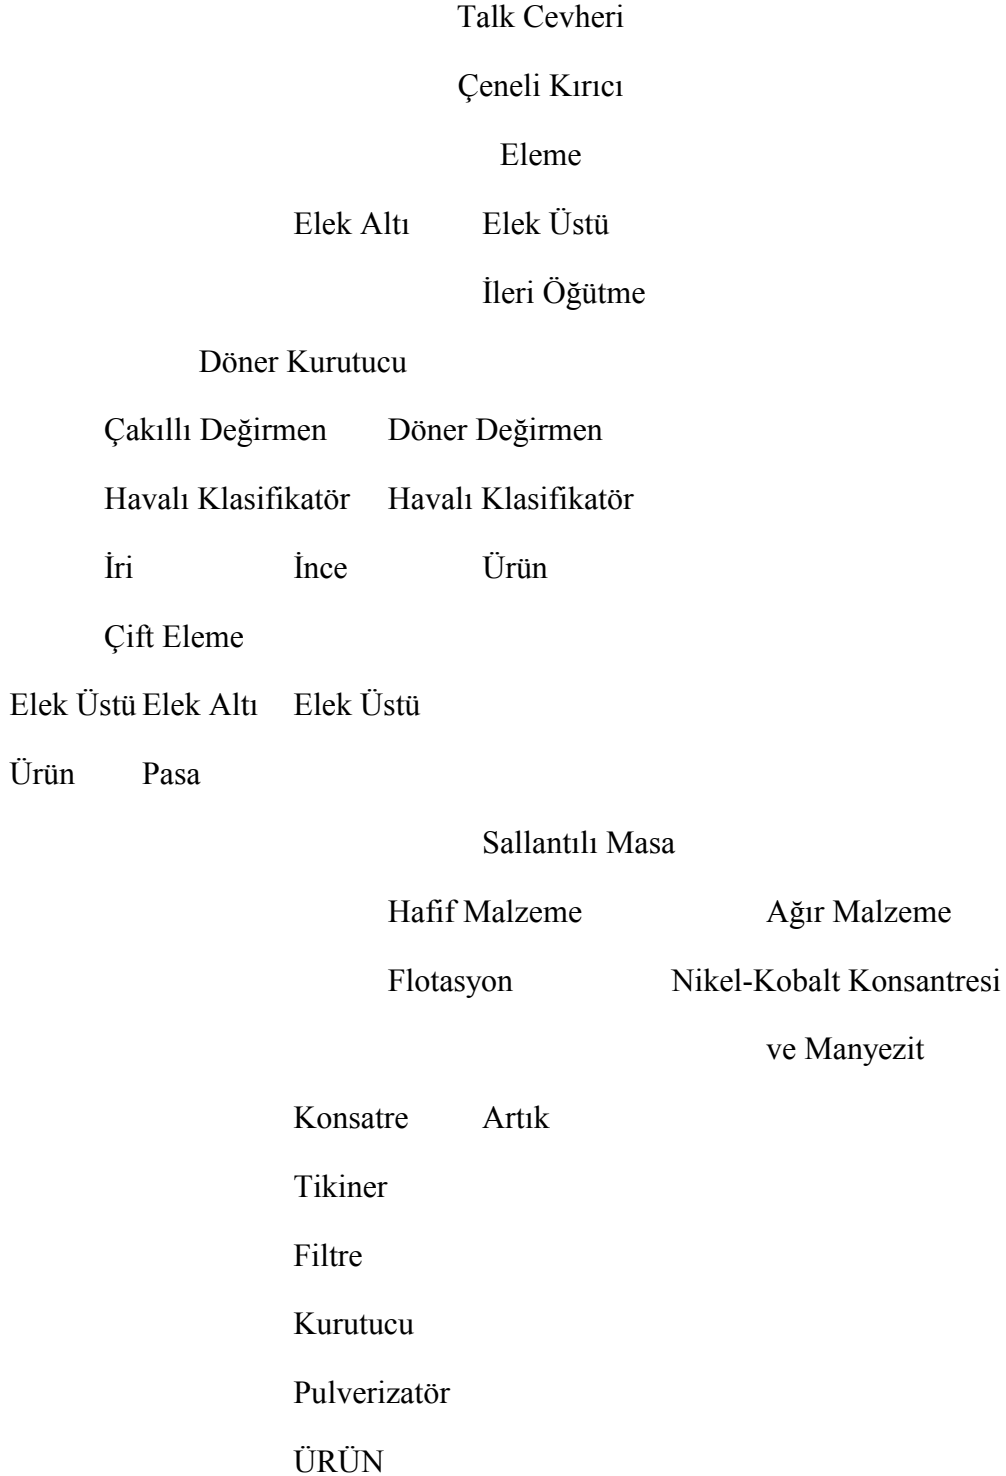 Talk Cevheri
Çeneli Kırıcı
Eleme
Elek Altı Elek Üstü
İleri Öğütme
Döner Kurutucu
Çakıllı Değirmen Döner Değirmen
Havalı Klasifikatör Havalı Klasifikatör
İri İnce Ürün
Çift Eleme
Elek Üstü Elek Altı Elek Üstü
Ürün Pasa
Sallantılı Masa
Hafif Malzeme Ağır Malzeme
Flotasyon Nikel-Kobalt Konsantresi
ve Manyezit
Konsatre Artık
Tikiner
Filtre
Kurutucu
Pulverizatör
ÜRÜN